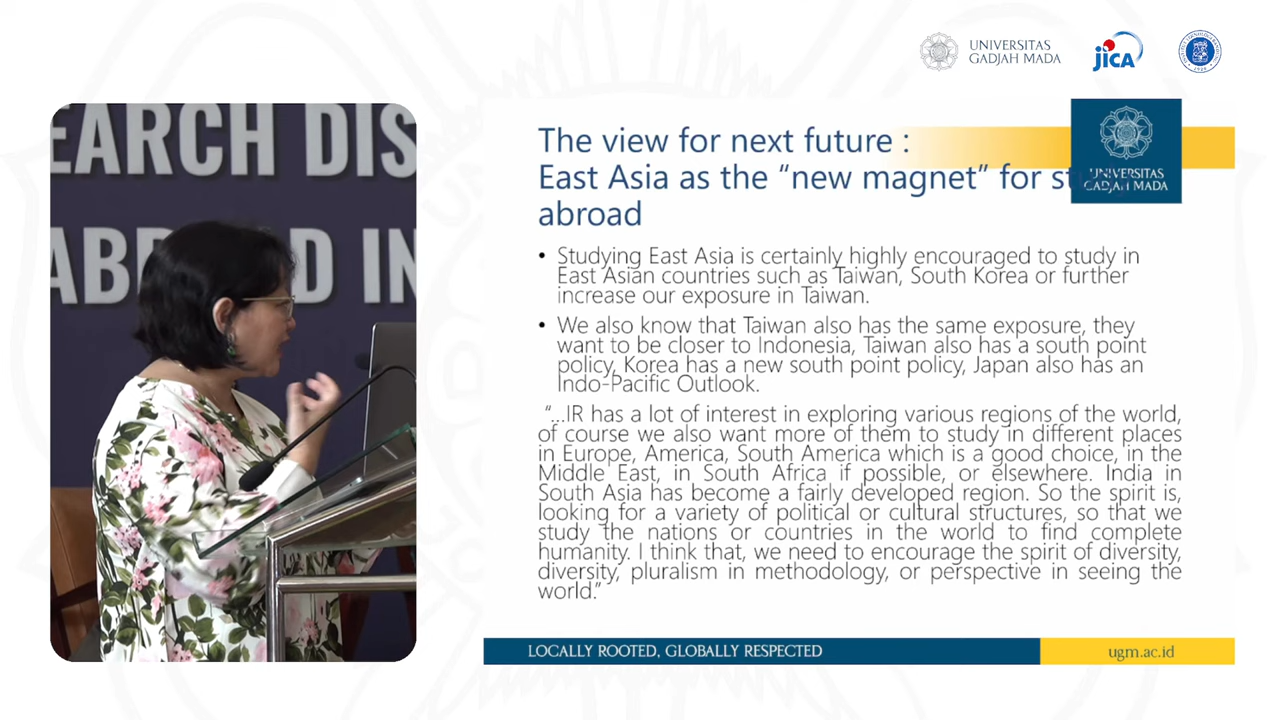 UNIVERSITAS
GADJAH MADA
JICA
EARCH DIS
ABR AD IN
The view for next future :
East Asia as the “new magnet” for study
abroad
UNIVERSITAS
GADJAH MADA
• Studying East Asia is certainly highly encouraged to study in
East Asian countries such as Taiwan, South Korea or further
increase our exposure in Taiwan.
• We also know that Taiwan also has the same exposure, they
want to be closer to Indonesia, Taiwan also has a south point
policy, Korea has a new south point policy, Japan also has an
Indo-Pacific Outlook.
“…IR has a lot of interest in exploring various regions of the world,
of course we also want more of them to study in different places
in Europe, America, South America which is a good choice, in the
Middle East, in South Africa if possible, or elsewhere. India in
South Asia has become a fairly developed region. So the spirit is,
looking for a variety of political or cultural structures, so that we
study the nations or countries in the world to find complete
humanity. I think that, we need to encourage the spirit of diversity,
diversity, pluralism in methodology, or perspective in seeing the
world.”
LOCALLY ROOTED, GLOBALLY RESPECTED
ugm.ac.id